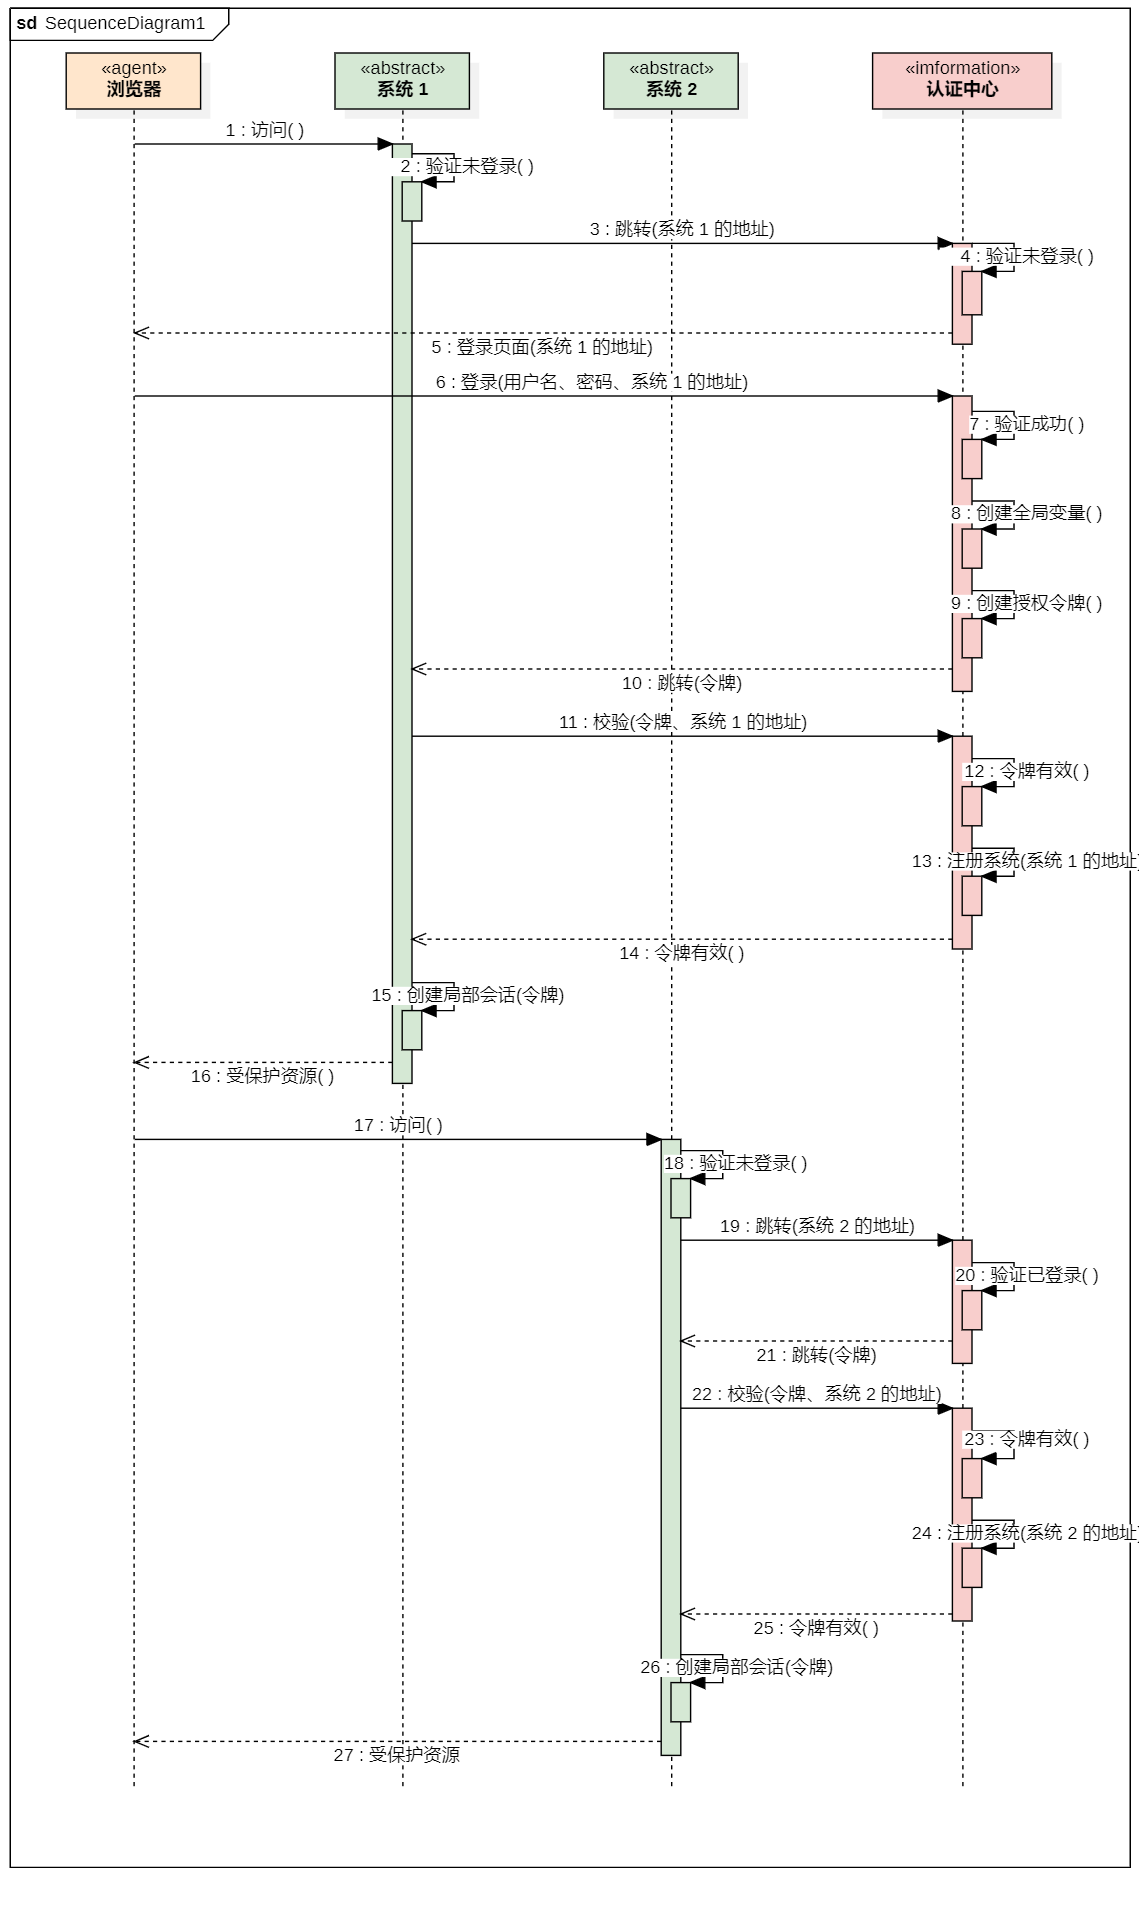 sd SequenceDiagram1
«agent»
浏览器
«abstract»
系统 1
«abstract»
系统 2
«imformation»
认证中心
1 : 访问( )
2 : 验证未登录( )
3 : 跳转(系统 1 的地址)
4 : 验证未登录( )
5 : 登录页面(系统 1 的地址)
6 : 登录(用户名、密码、系统 1 的地址)
7 : 验证成功( )
8 : 创建全局变量( )
9 : 创建授权令牌( )
10 : 跳转(令牌)
11 : 校验(令牌、系统 1 的地址)
12 : 令牌有效( )
13 : 注册系统(系统 1 的地址)
14 : 令牌有效( )
15 : 创建局部会话(令牌)
16 : 受保护资源( )
17 : 访问( )
18 : 验证未登录( )
19 : 跳转(系统 2 的地址)
20 : 验证已登录( )
21 : 跳转(令牌)
22 : 校验(令牌、系统 2 的地址)
23 : 令牌有效( )
24 : 注册系统(系统 2 的地址)
25 : 令牌有效( )
26 : 创建局部会话(令牌)
27 : 受保护资源